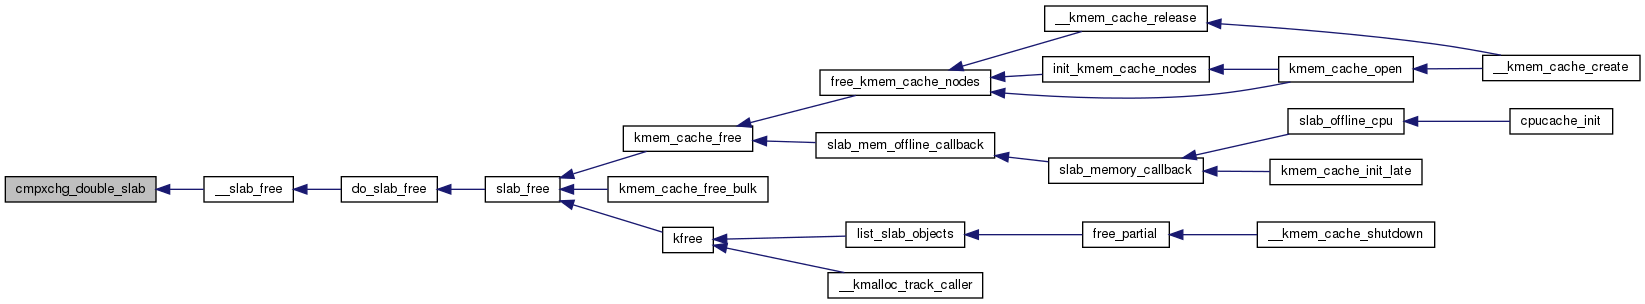 __kmem_cache_release
free_kmem_cache_nodes
init_kmem_cache_nodes
kmem_cache_open
__kmem_cache_create
kmem_cache_free
slab_mem_offline_callback
slab_offline_cpu
cpucache_init
slab_memory_callback
kmem_cache_init_late
cmpxchg_double_slab
__slab_free
do_slab_free
slab_free
kmem_cache_free_bulk
kfree
list_slab_objects
free_partial
__kmem_cache_shutdown
__kmalloc_track_caller